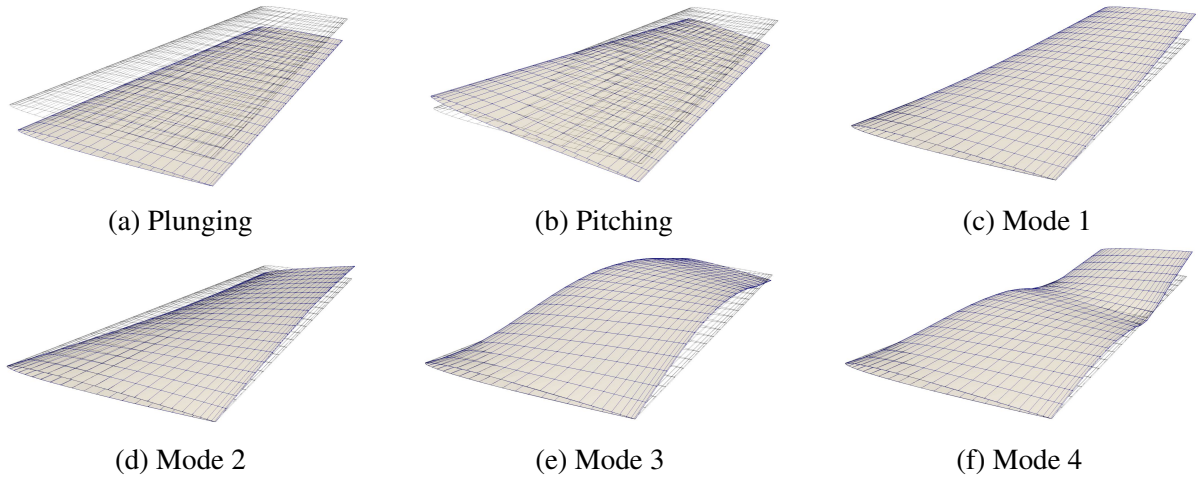 (a) Plunging
(b) Pitching
(c) Mode 1
(d) Mode 2
(e) Mode 3
(f) Mode 4